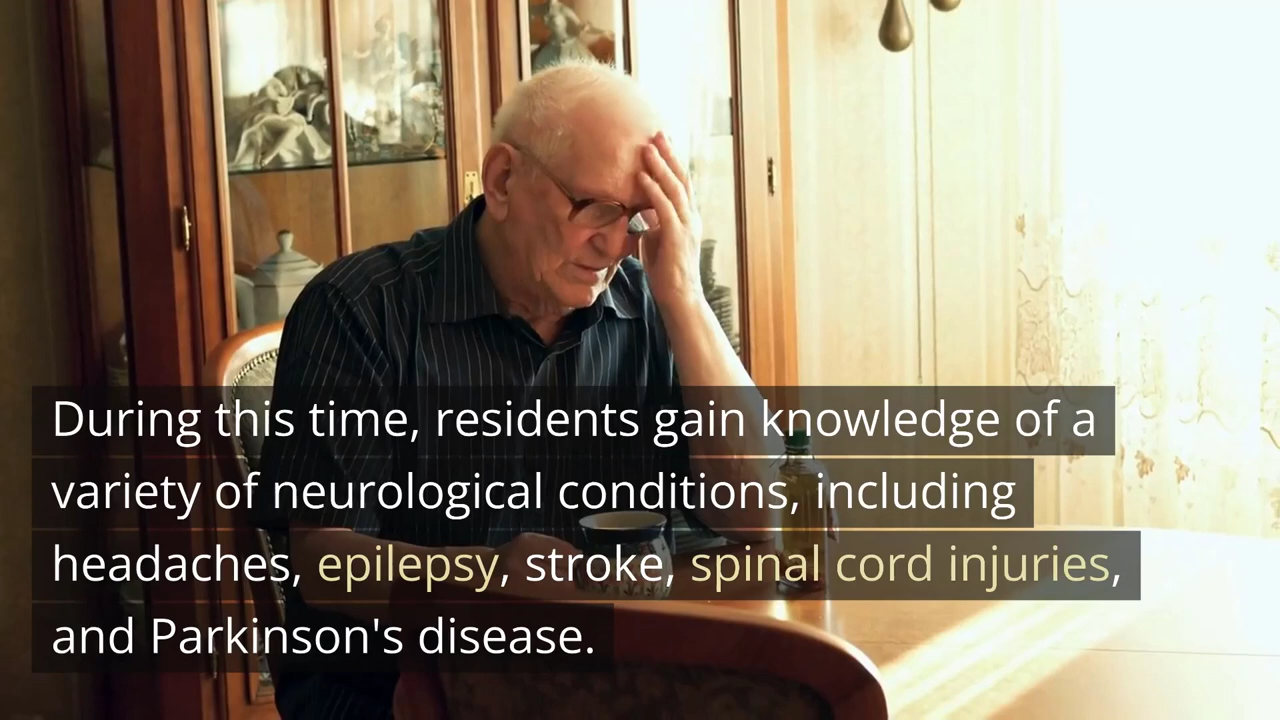 During this time, residents gain knowledge of a
variety of neurological conditions, including
headaches, epilepsy, stroke, spinal cord injuries,
and Parkinson's disease.